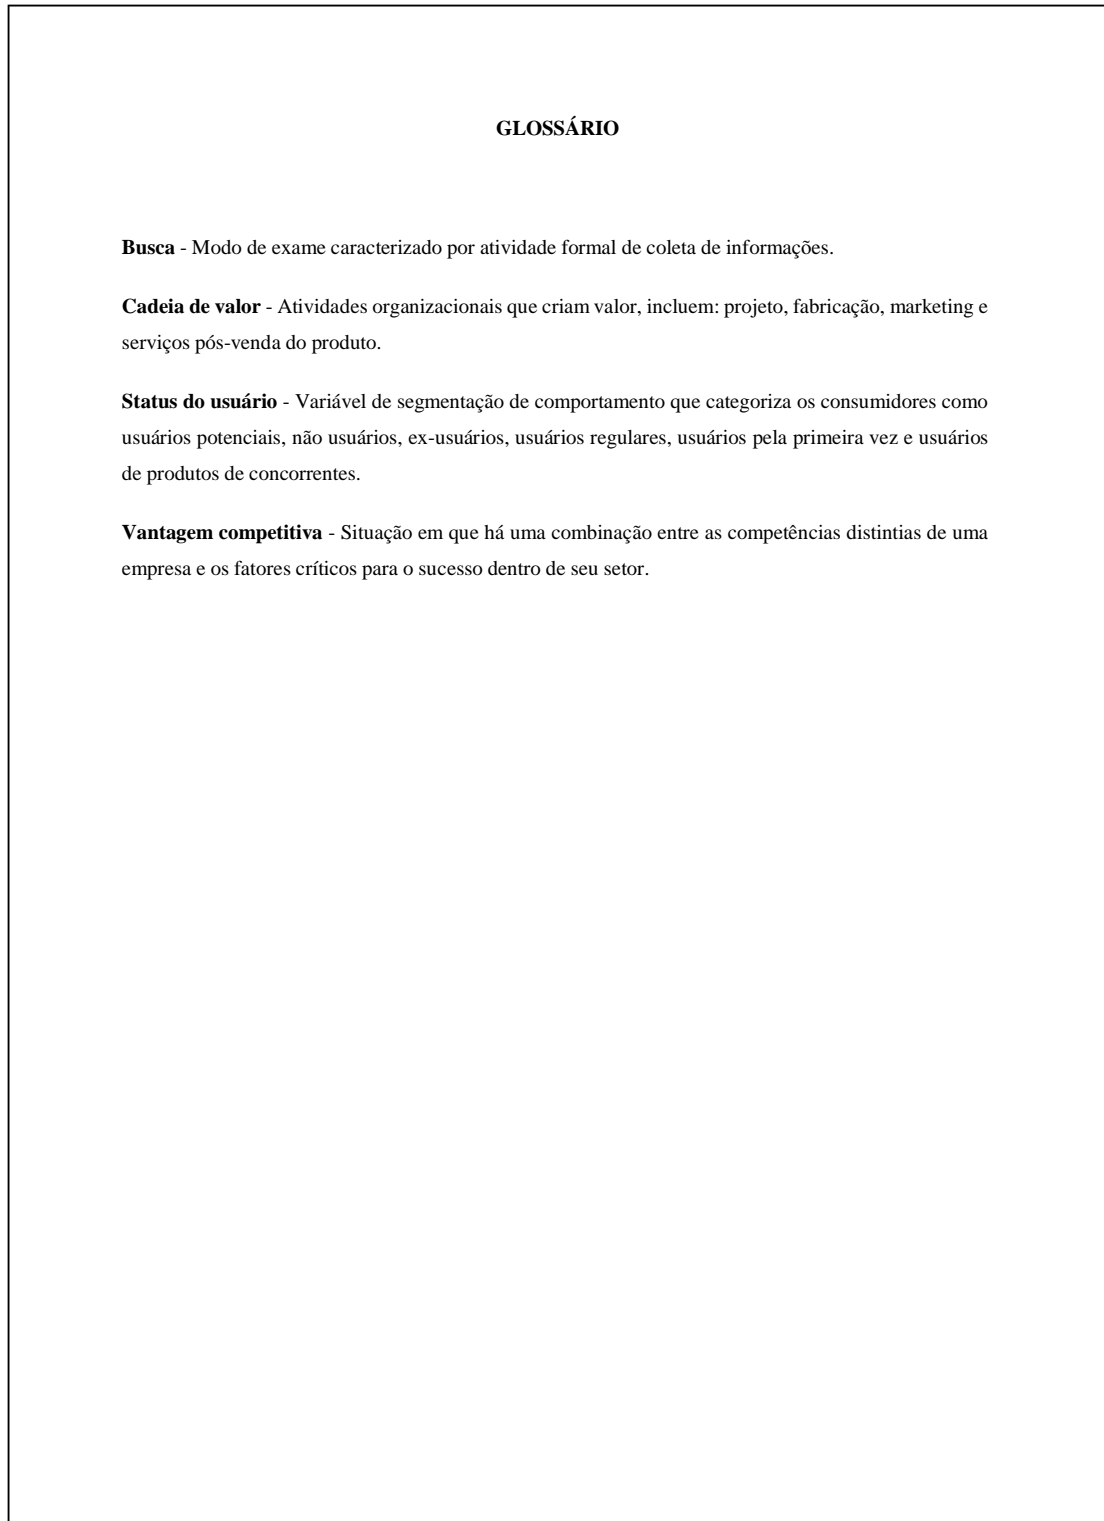 GLOSSÁRIO
Busca - Modo de exame caracterizado por atividade formal de coleta de informações.
Cadeia de valor - Atividades organizacionais que criam valor, incluem: projeto, fabricação, marketing e
serviços pós-venda do produto.
Status do usuário - Variável de segmentação de comportamento que categoriza os consumidores como
usuários potenciais, não usuários, ex-usuários, usuários regulares, usuários pela primeira vez e usuários
de produtos de concorrentes.
Vantagem competitiva - Situação em que há uma combinação entre as competências distintias de uma
empresa e os fatores críticos para o sucesso dentro de seu setor.